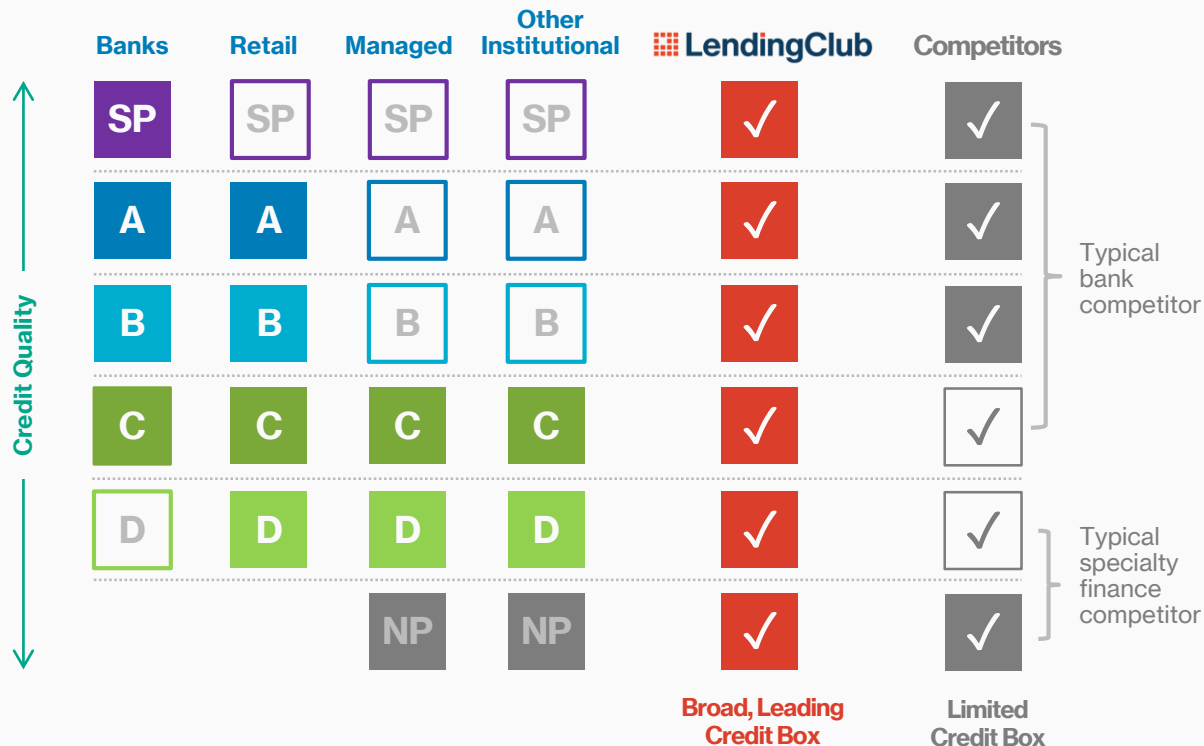 Banks
Retail
Managed
Other
Institutional
LendingClub
Competitors
Credit Quality
SP
SP
SP
SP
A
A
A
A
B
B
B
B
C
C
C
C
D
D
D
D
NP
NP
Typical
bank
competitor
Typical
specialty
finance
competitor
Broad, Leading
Credit Box
Limited
Credit Box